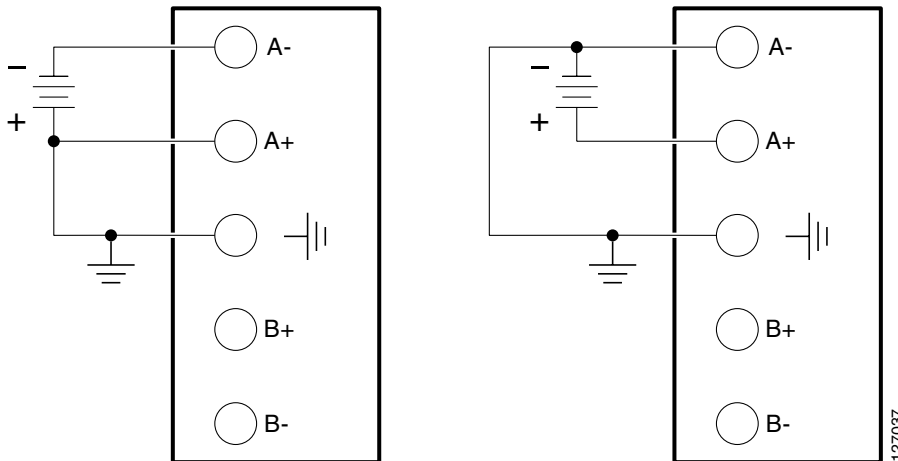 A-
−
+
A+
B+
B-
A-
−
+
A+
B+
B-
127037